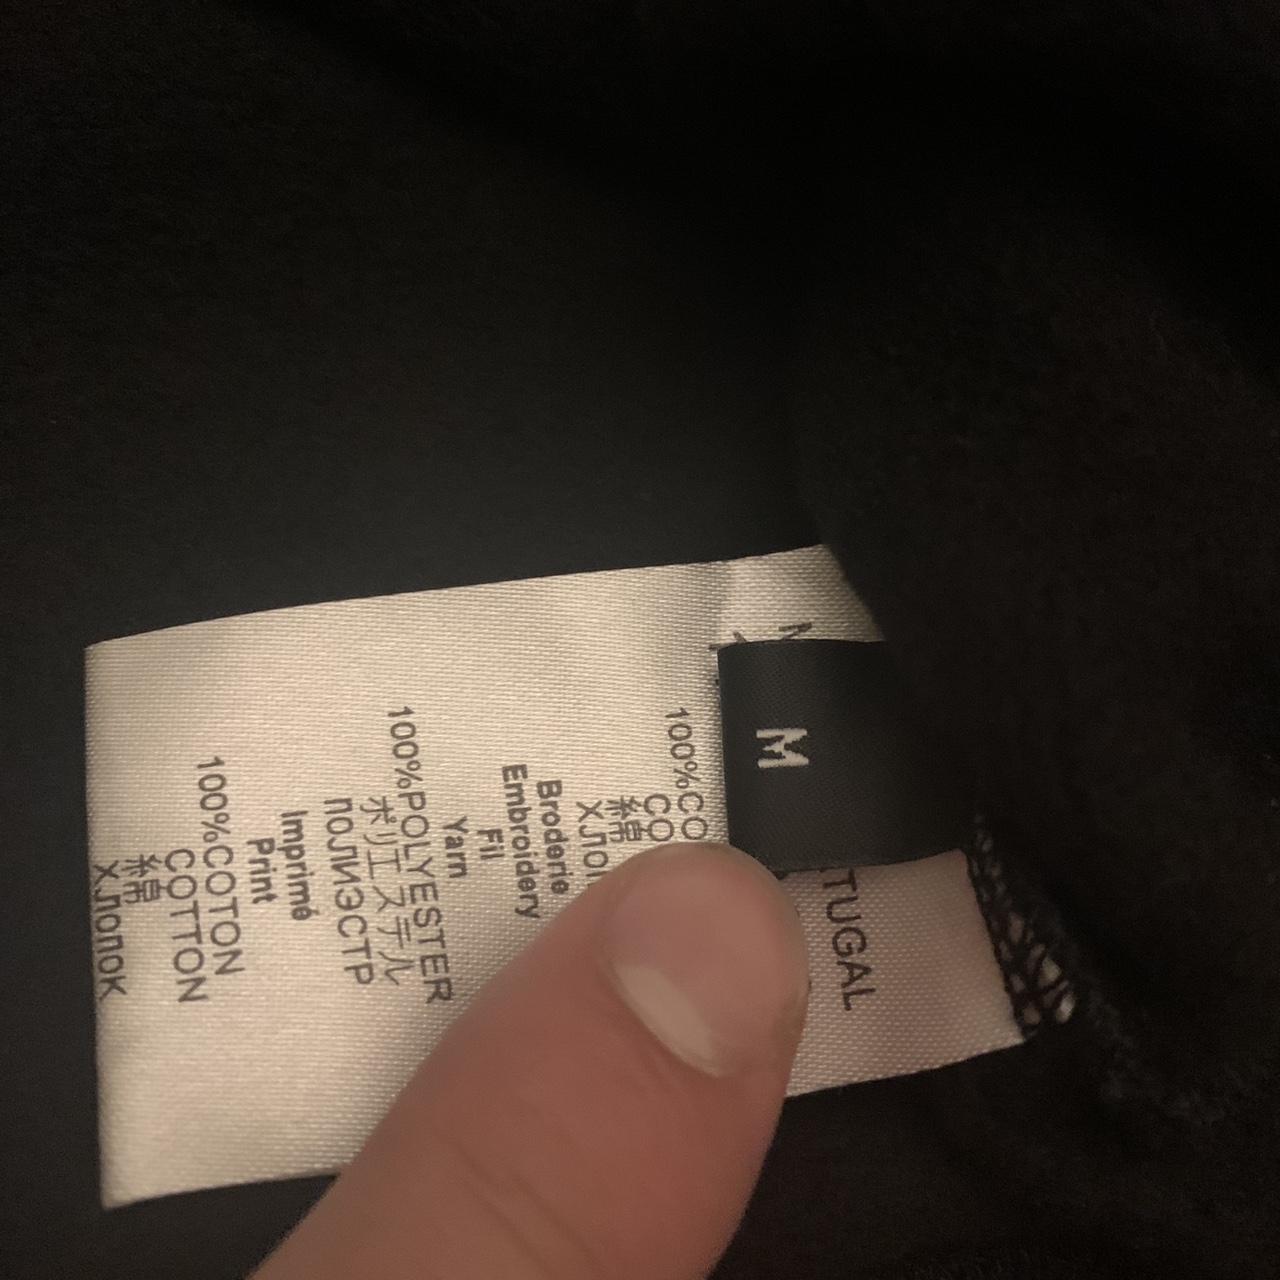 TUGAL
M
100%CO
CO
綿
ХЛО
Broderie
Embroidery
Fil
Yarn
100%POLYESTER
ポリエステル
ПОЛИЭСТР
Imprimé
Print
100%COTON
COTTON
綿
ХЛОПОК